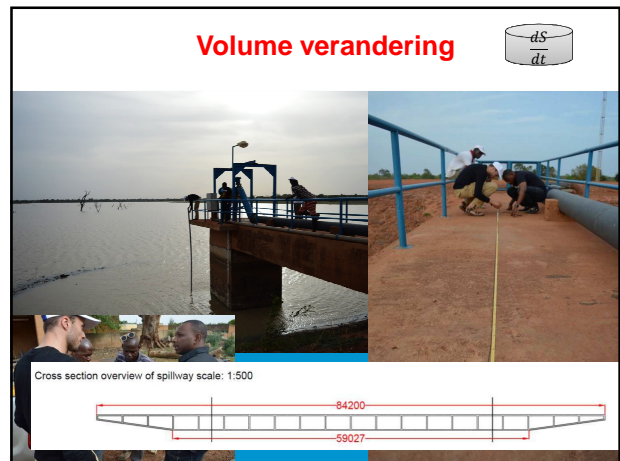 Volume verandering
dS
dt
Cross section overview of spillway scale: 1:500
84200
59027